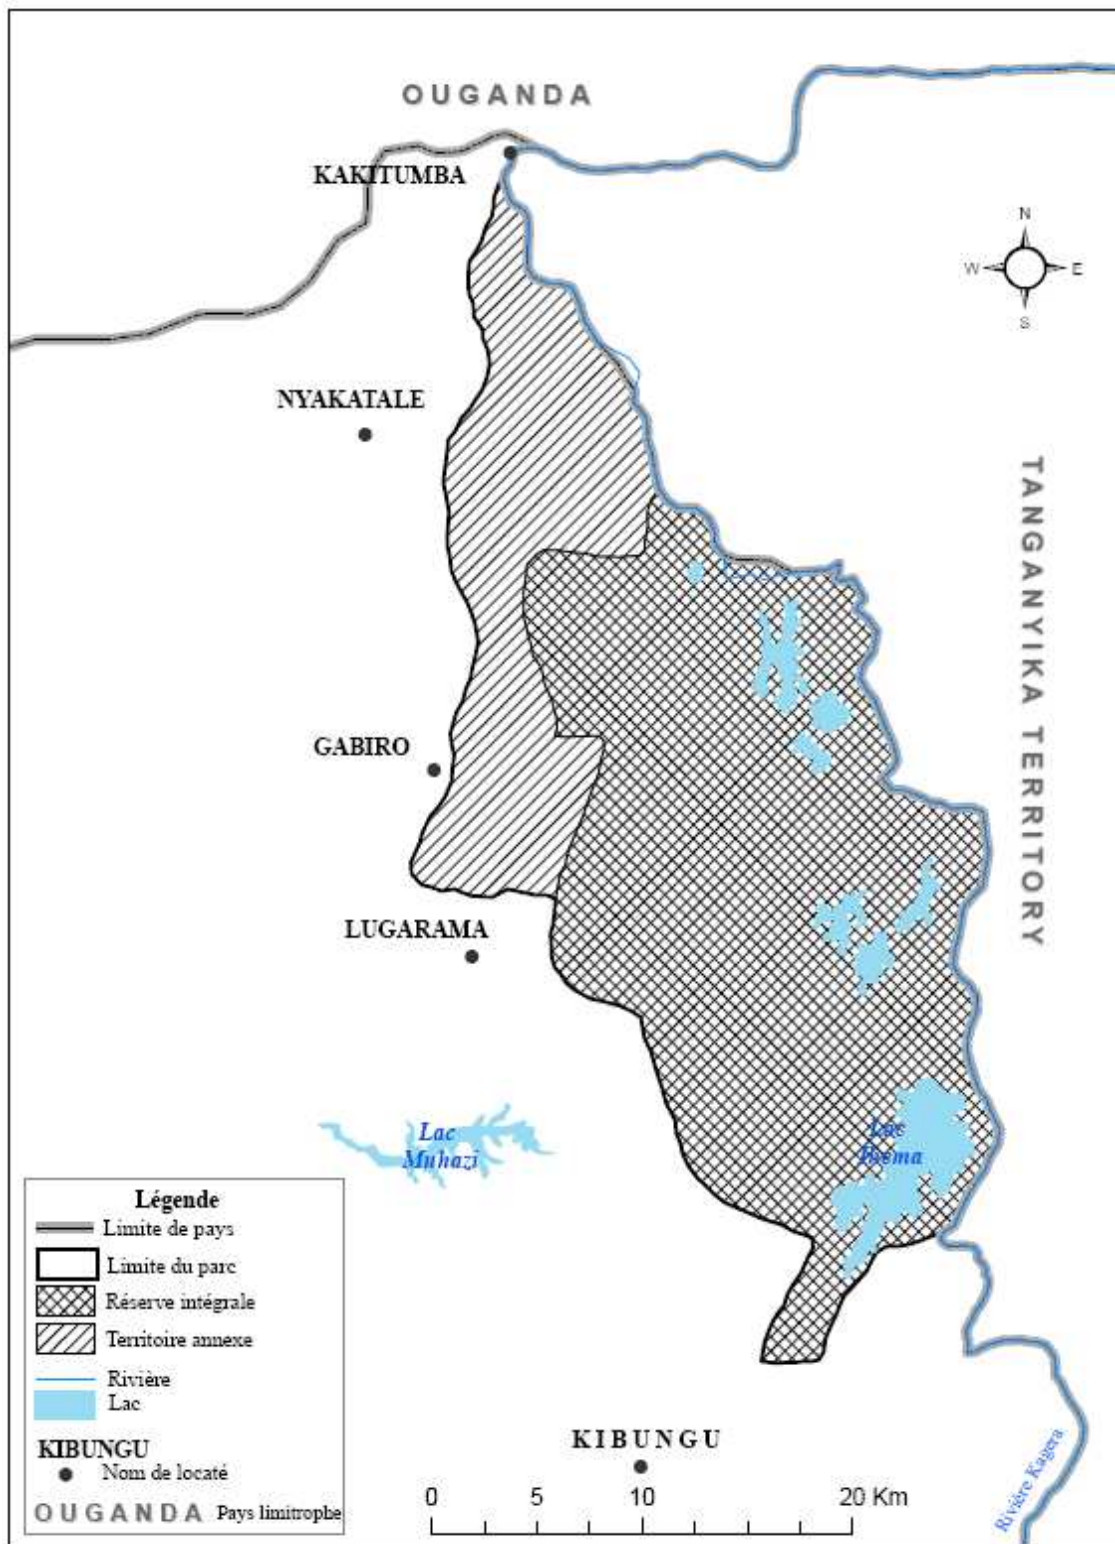 OUGANDA
KAKITUMBA
N
W
E
S
NYAKATALE
TANGANYIKA TERRITORY
GABIRO
LUGARAMA
Lac
Muhazi
Lac
Ihema
Légende
Limite de pays
Limite du parc
Réserve intégrale
Territoire annexe
Rivière
Lac
KIBUNGU
Nom de locaté
OUGANDA Pays limitrophe
KIBUNGU
0 5 10 20 Km
Rivière Kagera